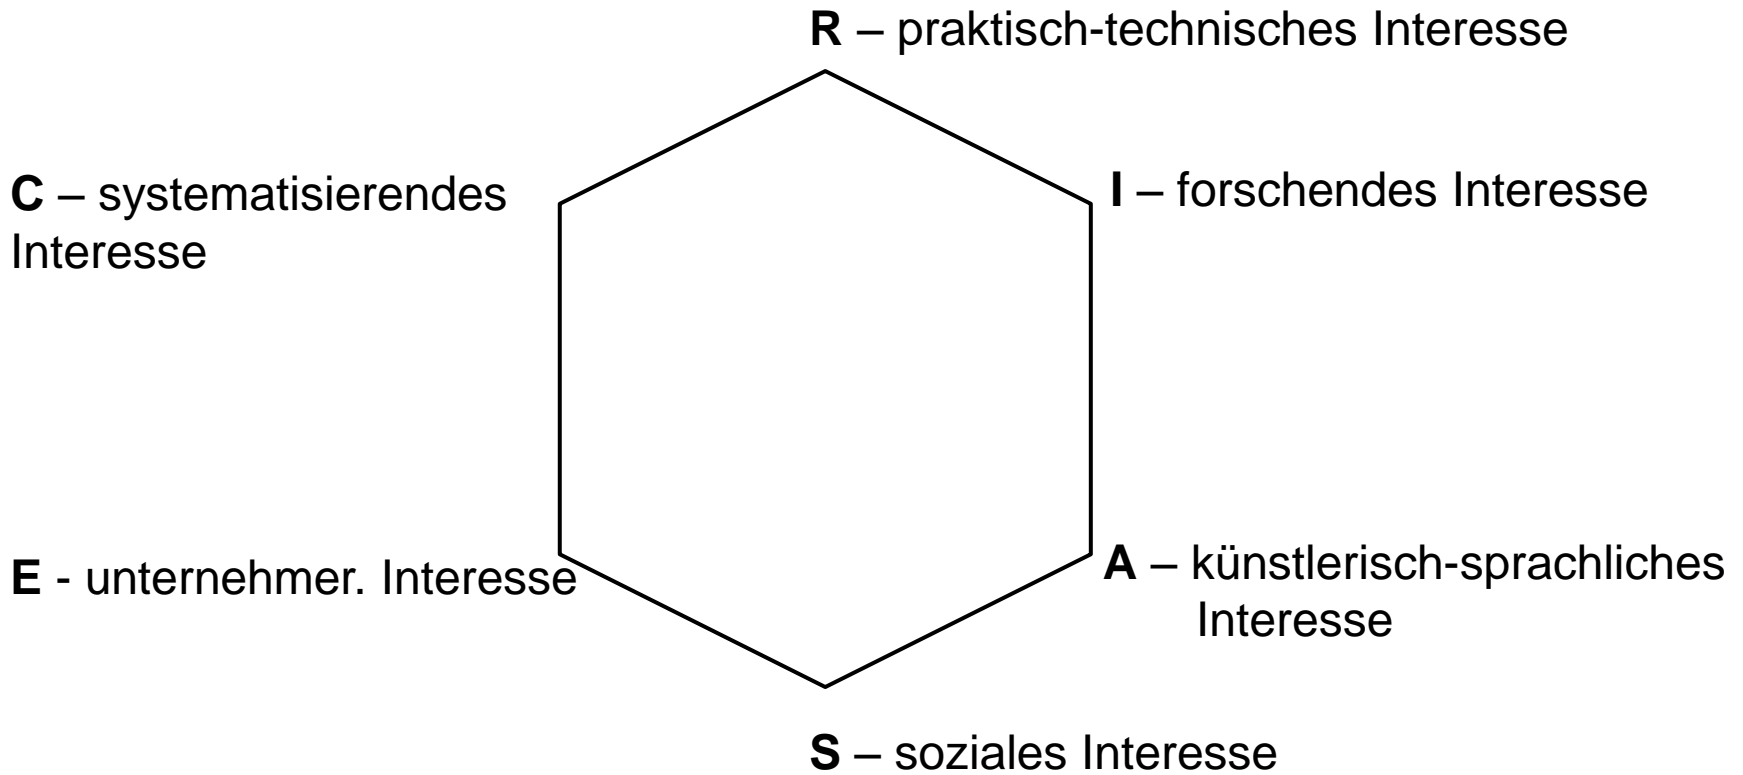 R – praktisch-technisches Interesse
C – systematisierendes
Interesse
I – forschendes Interesse
E - unternehmer. Interesse
A – künstlerisch-sprachliches
Interesse
S – soziales Interesse